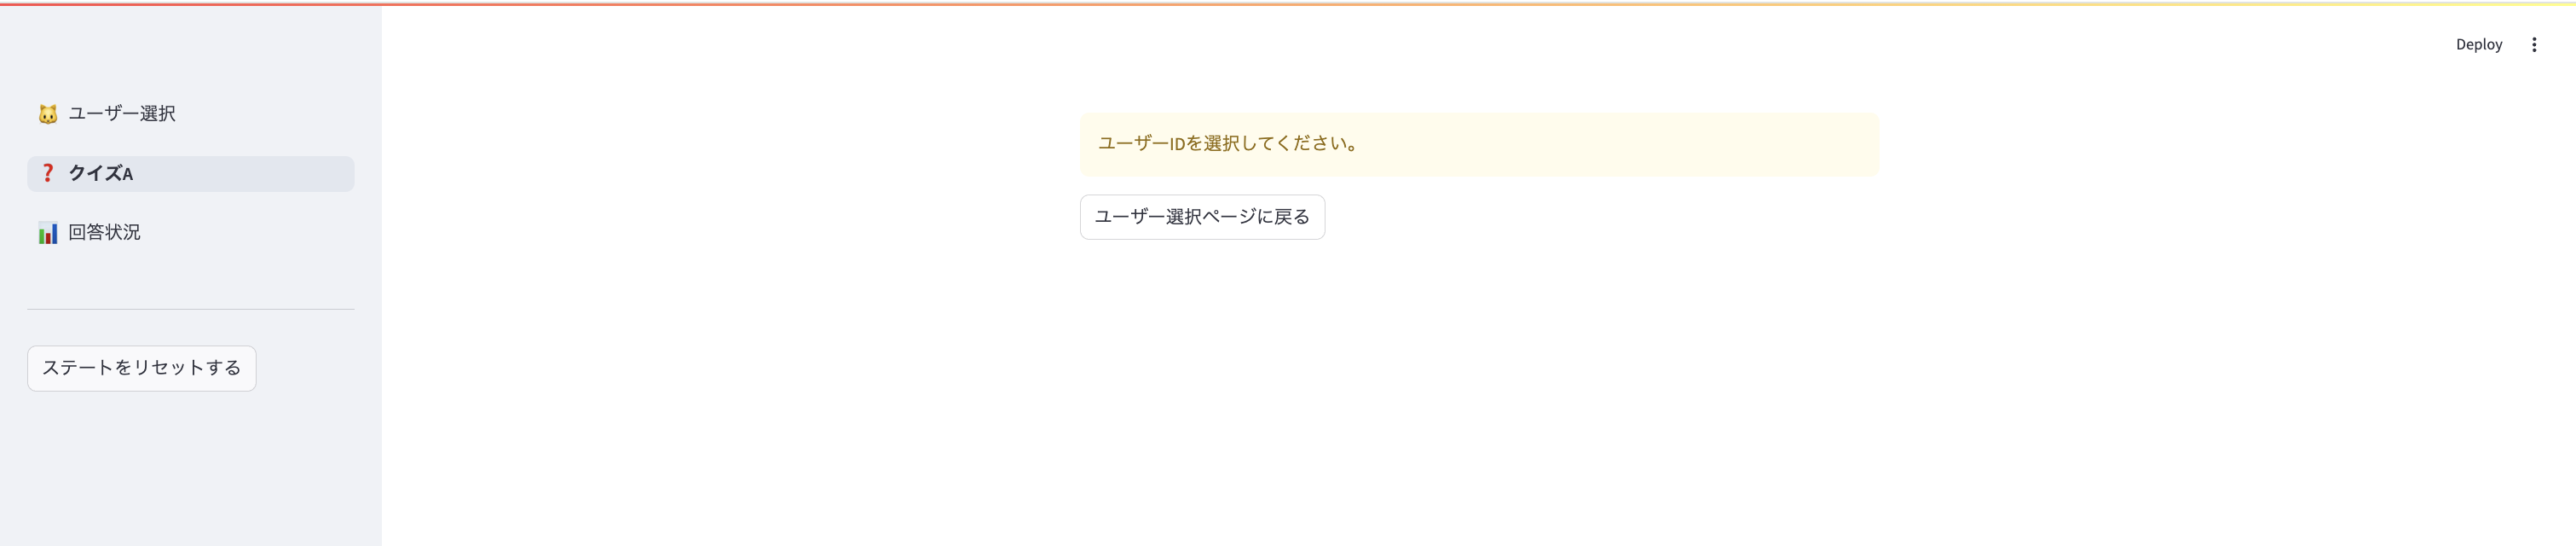 Deploy
ユーザー選択
クイズA
回答状況
ステートをリセットする
ユーザーIDを選択してください。
ユーザー選択ページに戻る